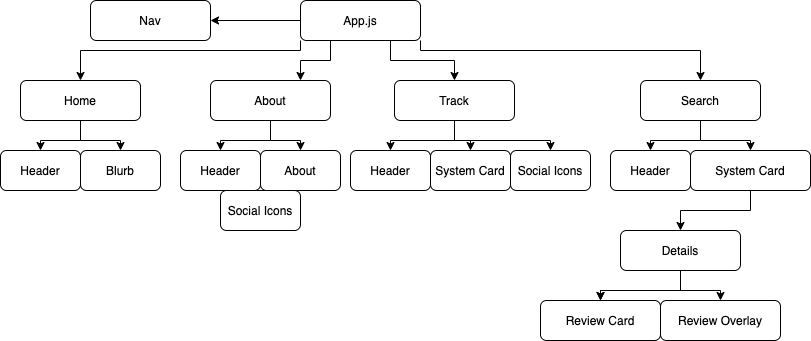 Nav
App.js
Home
About
Track
Search
Header
Blurb
Header
About
Header
System Card
Social Icons
Header
System Card
Social Icons
Details
Review Card
Review Overlay